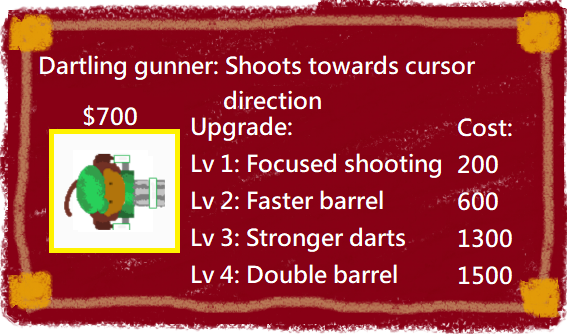 Dartling gunner: Shoots towards cursor
direction
$700
Upgrade: Cost:
Lv 1: Focused shooting 200
Lv 2: Faster barrel 600
Lv 3: Stronger darts 1300
Lv 4: Double barrel 1500